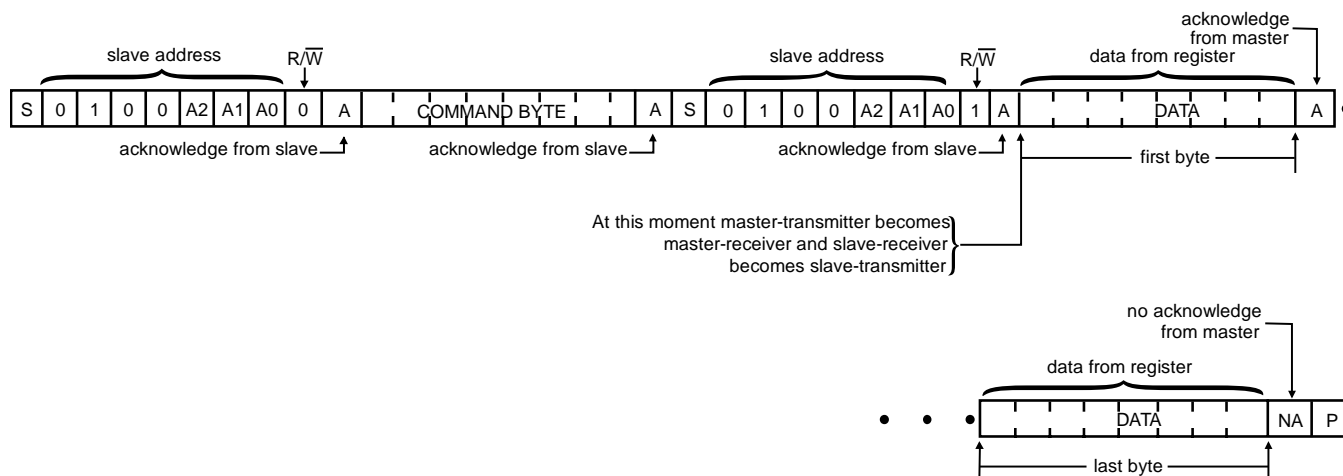 acknowledge
from master
slave address
R/W̅
slave address
R/W̅
data from register
S 0 1 0 0 A2 A1 A0 0 A COMMAND BYTE A S 0 1 0 0 A2 A1 A0 1 A DATA A
acknowledge from slave
acknowledge from slave
acknowledge from slave
first byte
At this moment master-transmitter becomes
master-receiver and slave-receiver
becomes slave-transmitter
no acknowledge
from master
data from register
• • • DATA NA P
last byte